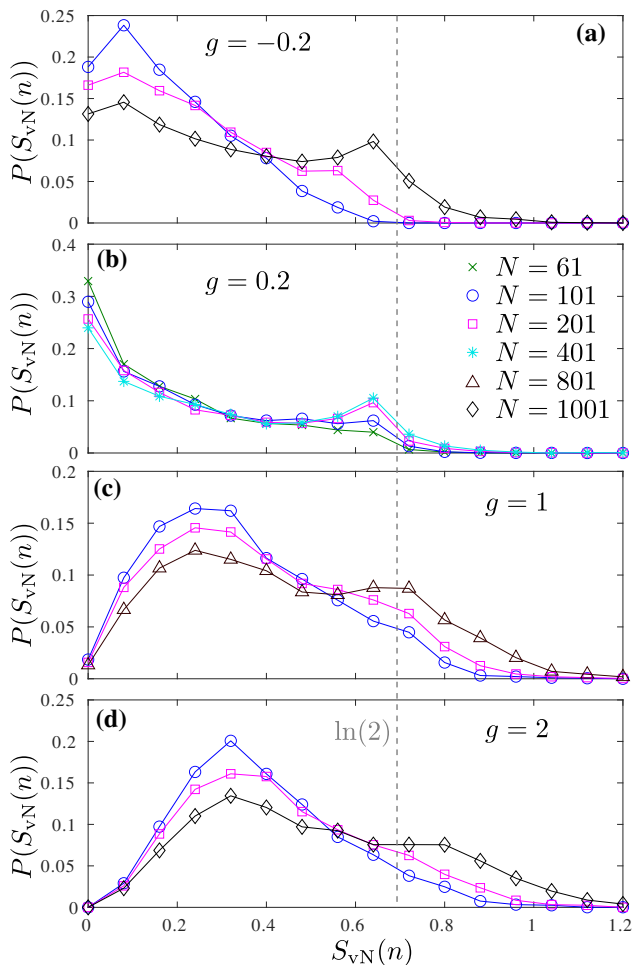 (a)
g = −0.2
0.25
0.2
0.15
0.1
0.05
0
P(S_vN(n))
(b)
g = 0.2
0.4
0.3
0.2
0.1
0
P(S_vN(n))
N = 61
N = 101
N = 201
N = 401
N = 801
N = 1001
(c)
g = 1
0.2
0.15
0.1
0.05
0
P(S_vN(n))
(d)
ln(2)
g = 2
0.25
0.2
0.15
0.1
0.05
0
P(S_vN(n))
0 0.2 0.4 0.6 0.8 1 1.2
S_vN(n)